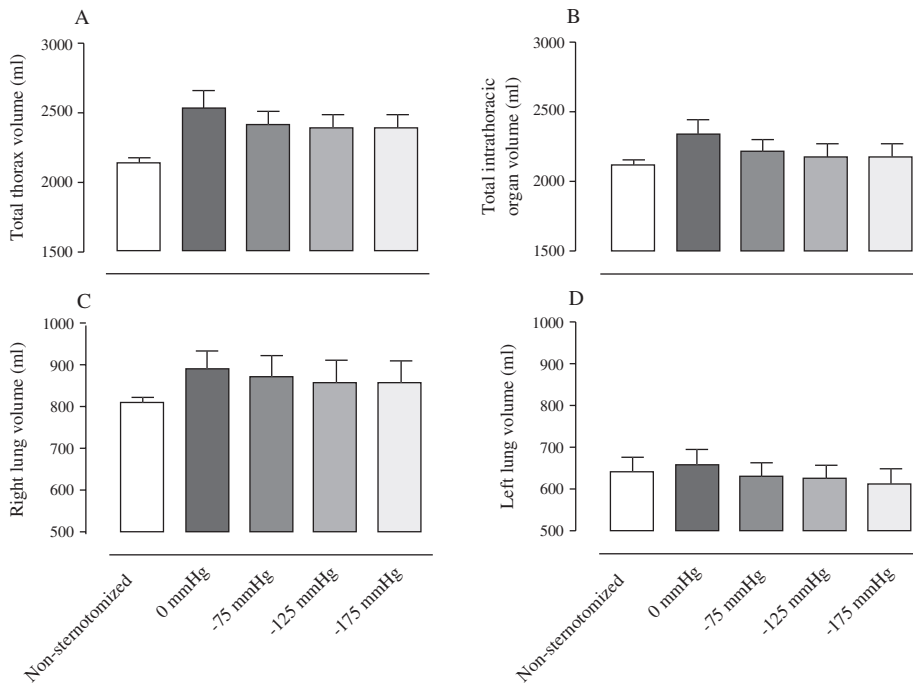 A
Total thorax volume (ml)
3000
2500
2000
1500
B
Total intrathoracic
organ volume (ml)
3000
2500
2000
1500
C
Right lung volume (ml)
1000
900
800
700
600
500
Non-sternotomized
0 mmHg
-75 mmHg
-125 mmHg
-175 mmHg
D
Left lung volume (ml)
1000
900
800
700
600
500
Non-sternotomized
0 mmHg
-75 mmHg
-125 mmHg
-175 mmHg